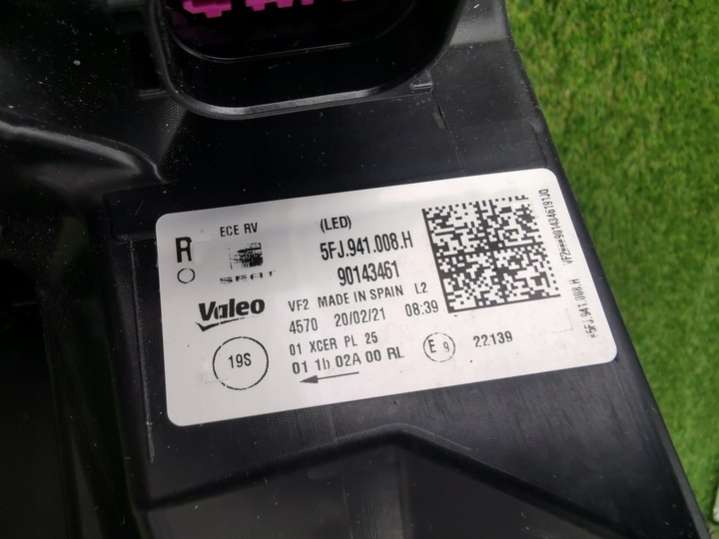 R ECE RV (LED)
SEAT 5FJ.941.008.H
90143461
Valeo VF2 MADE IN SPAIN L2
4570 20/02/21 08:39
19S 01 XCER PL 25
01 1b 02A 00 RL E9 22139